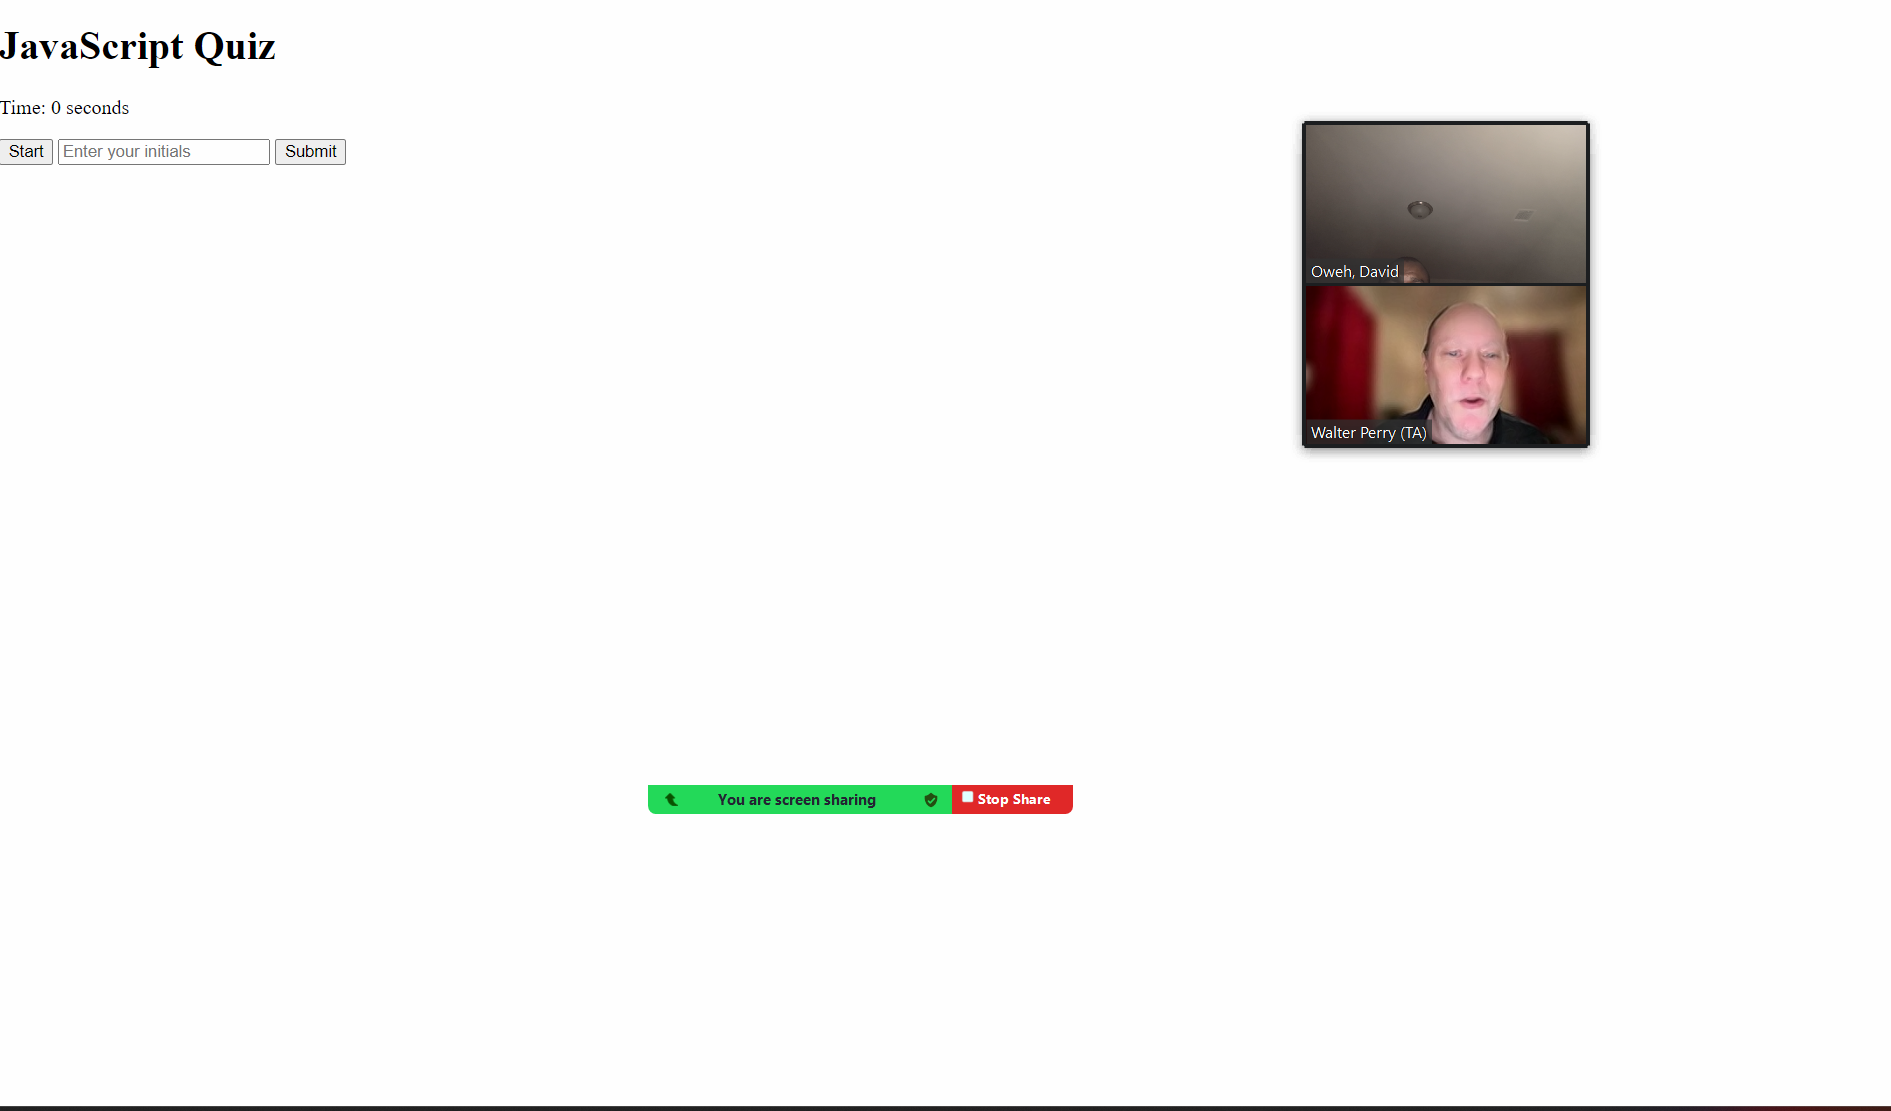 JavaScript Quiz
Time: 0 seconds
Start Enter your initials Submit
Oweh, David
Walter Perry (TA)
You are screen sharing Stop Share